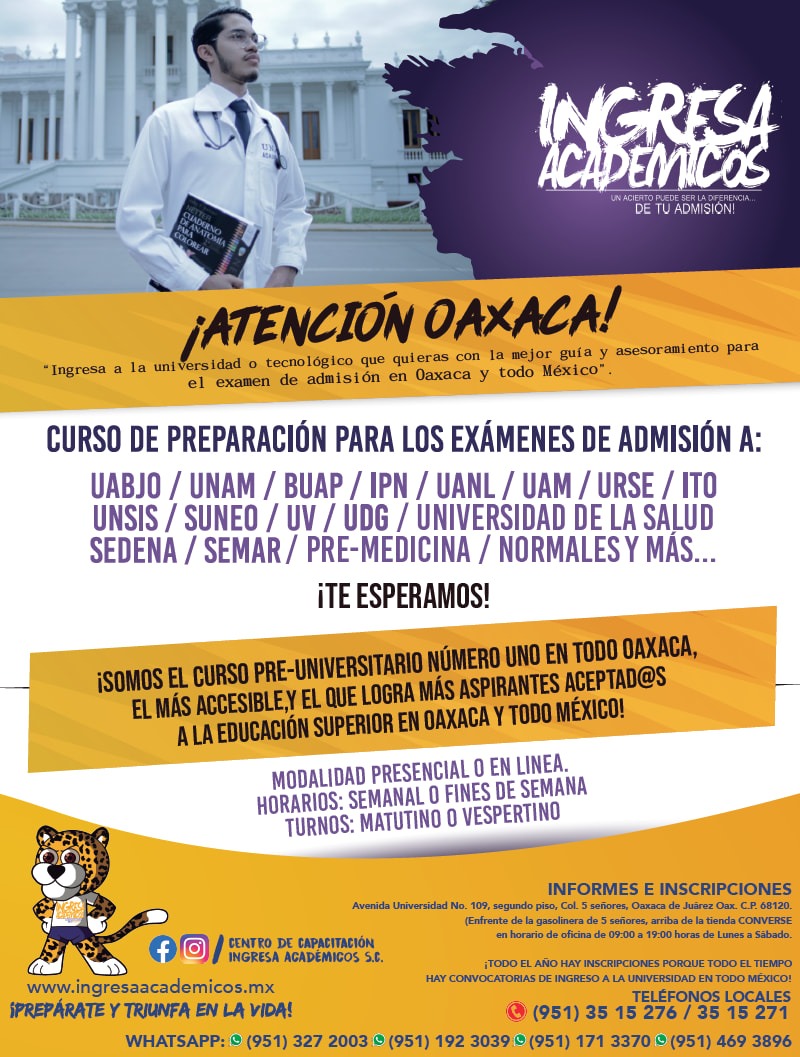 INGRESA
ACADEMICOS
UN ACIERTO PUEDE SER LA DIFERENCIA...
DE TU ADMISIÓN!
CUADERNO
DE ANATOMÍA
PARA
COLOREAR
¡ATENCIÓN OAXACA!
"Ingresa a la universidad o tecnológico que quieras con la mejor guía y asesoramiento para
el examen de admisión en Oaxaca y todo México".
CURSO DE PREPARACIÓN PARA LOS EXÁMENES DE ADMISIÓN A:
UABJO / UNAM / BUAP / IPN / UANL / UAM / URSE / ITO
UNSIS / SUNEO / UV / UDG / UNIVERSIDAD DE LA SALUD
SEDENA / SEMAR / PRE-MEDICINA / NORMALES Y MÁS...
¡TE ESPERAMOS!
¡SOMOS EL CURSO PRE-UNIVERSITARIO NÚMERO UNO EN TODO OAXACA,
EL MÁS ACCESIBLE,Y EL QUE LOGRA MÁS ASPIRANTES ACEPTAD@S
A LA EDUCACIÓN SUPERIOR EN OAXACA Y TODO MÉXICO!
MODALIDAD PRESENCIAL O EN LINEA.
HORARIOS: SEMANAL O FINES DE SEMANA
TURNOS: MATUTINO O VESPERTINO
INFORMES E INSCRIPCIONES
Avenida Universidad No. 109, segundo piso, Col. 5 señores, Oaxaca de Juárez Oax. C.P. 68120.
(Enfrente de la gasolinera de 5 señores, arriba de la tienda CONVERSE
en horario de oficina de 09:00 a 19:00 horas de Lunes a Sábado.
INGRESA
/ CENTRO DE CAPACITACIÓN
INGRESA ACADÉMICOS S.C.
¡TODO EL AÑO HAY INSCRIPCIONES PORQUE TODO EL TIEMPO
HAY CONVOCATORIAS DE INGRESO A LA UNIVERSIDAD EN TODO MÉXICO!
www.ingresaacademicos.mx
¡PREPÁRATE Y TRIUNFA EN LA VIDA!
TELÉFONOS LOCALES
(951) 35 15 276 / 35 15 271
WHATSAPP: (951) 327 2003 (951) 192 3039 (951) 171 3370 (951) 469 3896